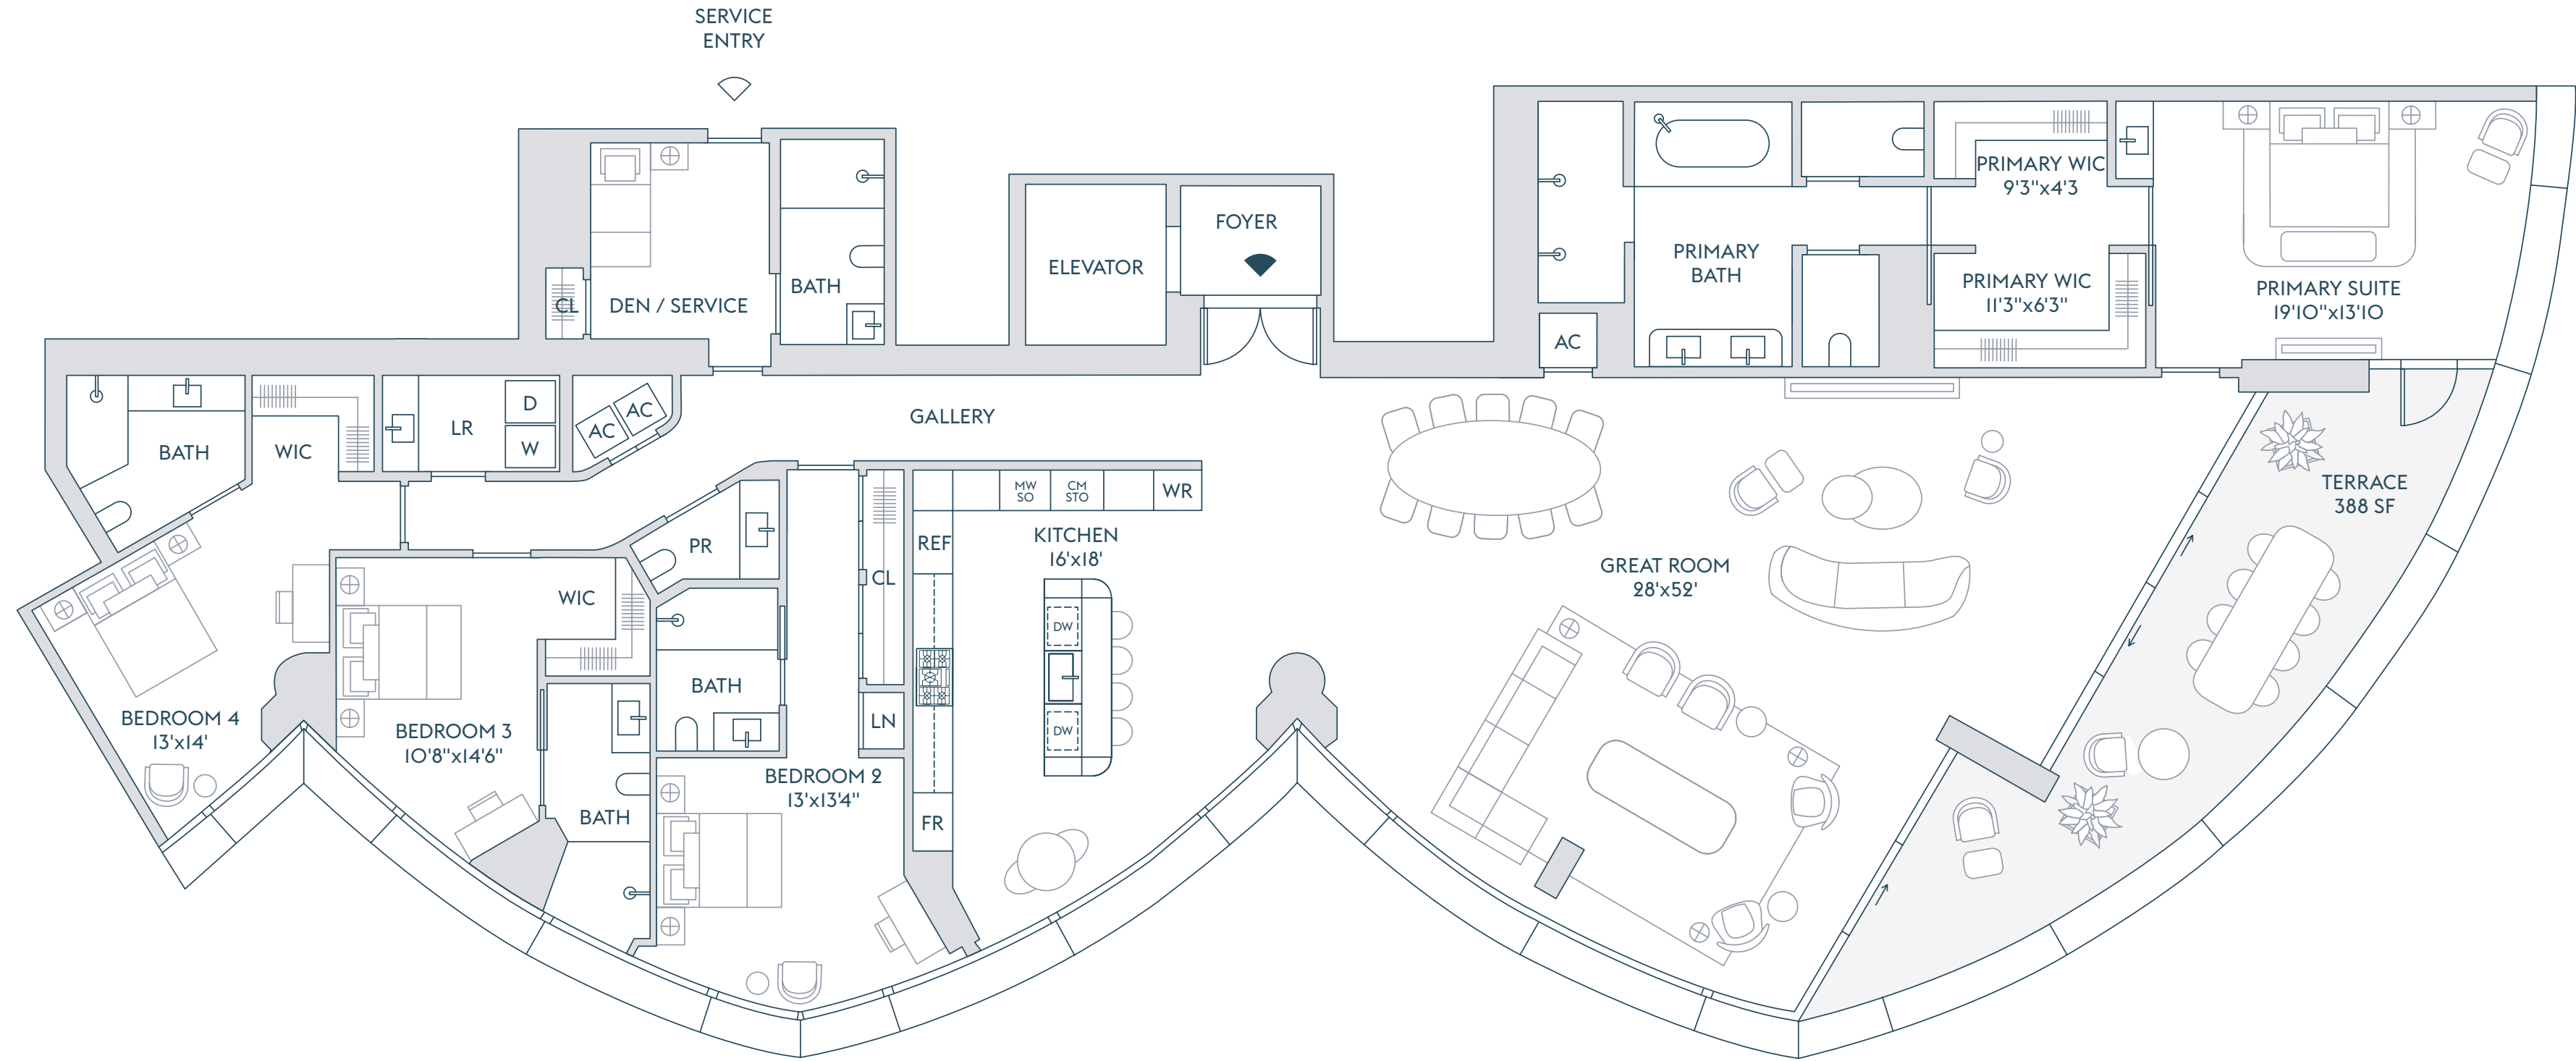 SERVICE
ENTRY
CL
DEN / SERVICE
BATH
ELEVATOR
FOYER
PRIMARY
BATH
AC
PRIMARY WIC
9'3"x4'3
PRIMARY WIC
11'3"x6'3"
PRIMARY SUITE
19'10"x13'10
BATH
WIC
LR
D
W
AC
AC
GALLERY
PR
CL
LN
MW
SO
CM
STO
WR
REF
KITCHEN
16'x18'
DW
DW
FR
GREAT ROOM
28'x52'
TERRACE
388 SF
BEDROOM 4
13'x14'
WIC
BEDROOM 3
10'8"x14'6"
BATH
BATH
BEDROOM 2
13'x13'4"